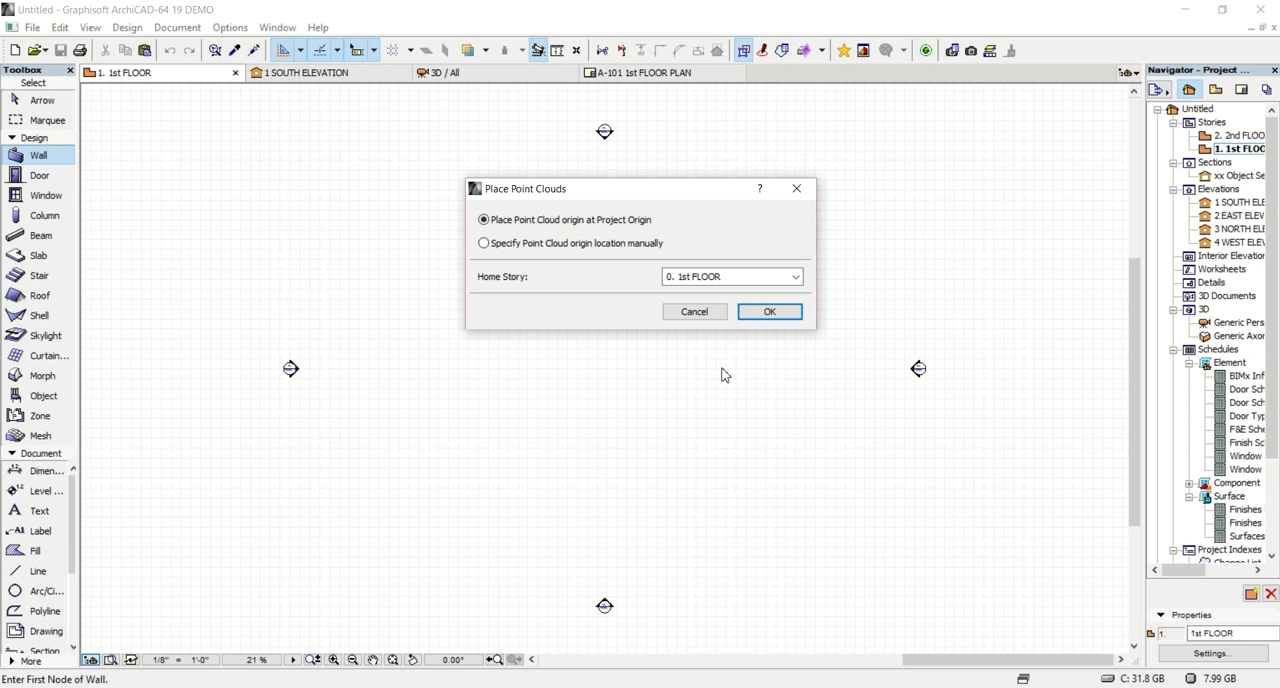 Untitled - Graphisoft ArchiCAD-64 19 DEMO
File Edit View Design Document Options Window Help
Toolbox
1. 1st FLOOR
1 SOUTH ELEVATION
3D / All
A-101 1st FLOOR PLAN
Navigator - Project ...
Select
Arrow
Marquee
Design
Wall
Door
Window
Column
Beam
Slab
Stair
Roof
Shell
Skylight
Curtain...
Morph
Object
Zone
Mesh
Document
Dimen...
Level ...
A Text
A1 Label
Fill
Line
Arc/Ci...
Polyline
Drawing
Section
More
Place Point Clouds
?
Place Point Cloud origin at Project Origin
Specify Point Cloud origin location manually
Home Story:
0. 1st FLOOR
Cancel
OK
Untitled
Stories
2. 2nd FLOO
1. 1st FLOO
Sections
xx Object Se
Elevations
1 SOUTH ELE
2 EAST ELEV
3 NORTH ELE
4 WEST ELEV
Interior Elevation
Worksheets
Details
3D Documents
3D
Generic Pers
Generic Axor
Schedules
Element
BIMx Inf
Door Sch
Door Sch
Door Typ
F&E Sche
Finish Sc
Window
Window
Component
Surface
Finishes
Finishes
Surfaces
Project Indexes
Change List
Properties
1.
1st FLOOR
Settings...
1/8" = 1'-0"
21 %
0.00°
Enter First Node of Wall.
C: 31.8 GB
7.99 GB